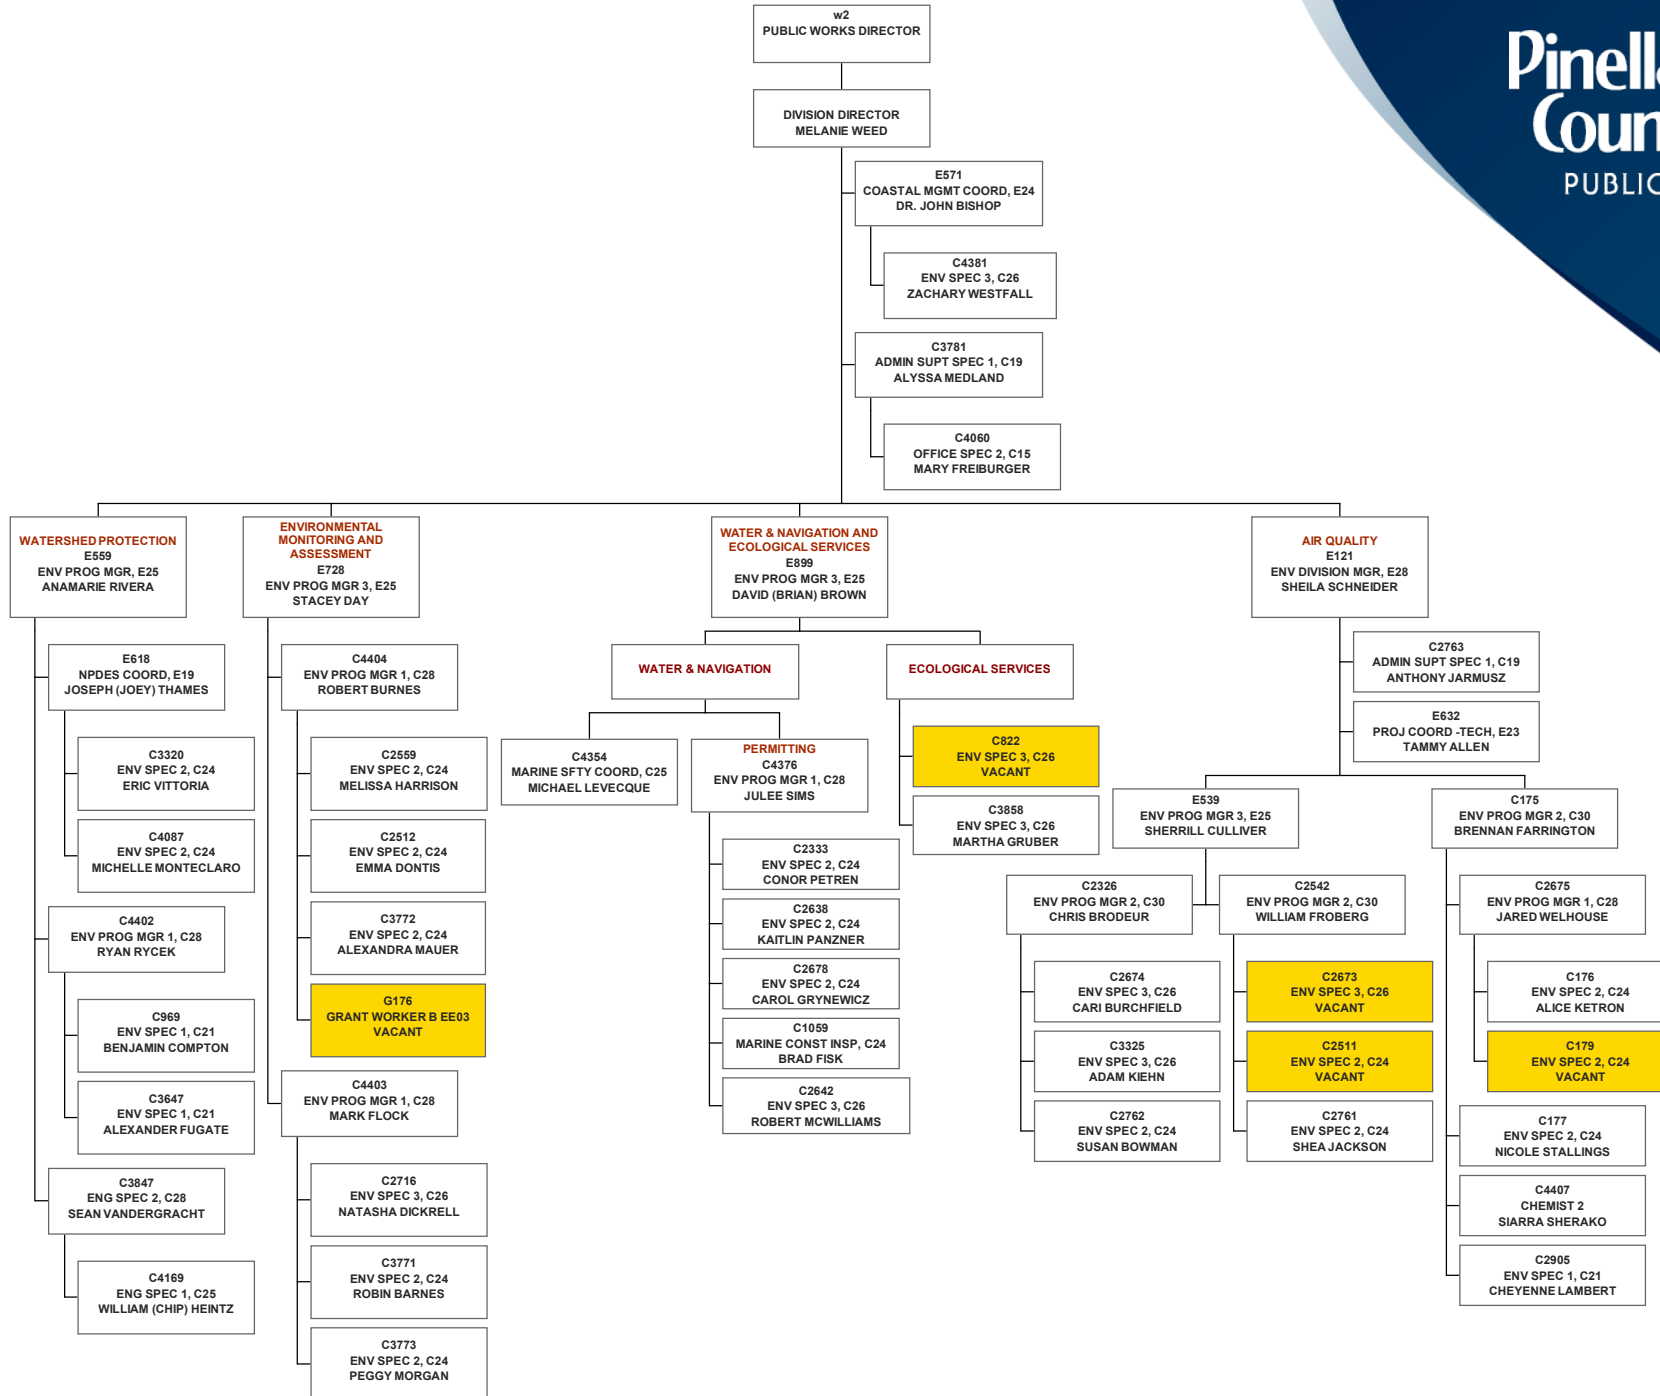 w2
PUBLIC WORKS DIRECTOR
DIVISION DIRECTOR
MELANIE WEED
Pinella
Coun
PUBLIC
E571
COASTAL MGMT COORD, E24
DR. JOHN BISHOP
C4381
ENV SPEC 3, C26
ZACHARY WESTFALL
C3781
ADMIN SUPT SPEC 1, C19
ALYSSA MEDLAND
C4060
OFFICE SPEC 2, C15
MARY FREIBURGER
WATERSHED PROTECTION
E559
ENV PROG MGR, E25
ANAMARIE RIVERA
E618
NPDES COORD, E19
JOSEPH (JOEY) THAMES
C3320
ENV SPEC 2, C24
ERIC VITTORIA
C4087
ENV SPEC 2, C24
MICHELLE MONTECLARO
C4402
ENV PROG MGR 1, C28
RYAN RYCEK
C969
ENV SPEC 1, C21
BENJAMIN COMPTON
C3647
ENV SPEC 1, C21
ALEXANDER FUGATE
C3847
ENG SPEC 2, C28
SEAN VANDERGRACHT
C4169
ENG SPEC 1, C25
WILLIAM (CHIP) HEINTZ
ENVIRONMENTAL
MONITORING AND
ASSESSMENT
E728
ENV PROG MGR 3, E25
STACEY DAY
C4404
ENV PROG MGR 1, C28
ROBERT BURNES
C2559
ENV SPEC 2, C24
MELISSA HARRISON
C2512
ENV SPEC 2, C24
EMMA DONTIS
C3772
ENV SPEC 2, C24
ALEXANDRA MAUER
G176
GRANT WORKER B EE03
VACANT
C4403
ENV PROG MGR 1, C28
MARK FLOCK
C2716
ENV SPEC 3, C26
NATASHA DICKRELL
C3771
ENV SPEC 2, C24
ROBIN BARNES
C3773
ENV SPEC 2, C24
PEGGY MORGAN
WATER & NAVIGATION AND
ECOLOGICAL SERVICES
E899
ENV PROG MGR 3, E25
DAVID (BRIAN) BROWN
WATER & NAVIGATION
C4354
MARINE SFTY COORD, C25
MICHAEL LEVECQUE
PERMITTING
C4376
ENV PROG MGR 1, C28
JULEE SIMS
C2333
ENV SPEC 2, C24
CONOR PETREN
C2638
ENV SPEC 2, C24
KAITLIN PANZNER
C2678
ENV SPEC 2, C24
CAROL GRYNEWICZ
C1059
MARINE CONST INSP, C24
BRAD FISK
C2642
ENV SPEC 3, C26
ROBERT MCWILLIAMS
ECOLOGICAL SERVICES
C822
ENV SPEC 3, C26
VACANT
C3858
ENV SPEC 3, C26
MARTHA GRUBER
AIR QUALITY
E121
ENV DIVISION MGR, E28
SHEILA SCHNEIDER
C2763
ADMIN SUPT SPEC 1, C19
ANTHONY JARMUSZ
E632
PROJ COORD -TECH, E23
TAMMY ALLEN
E539
ENV PROG MGR 3, E25
SHERRILL CULLIVER
C2326
ENV PROG MGR 2, C30
CHRIS BRODEUR
C2674
ENV SPEC 3, C26
CARI BURCHFIELD
C3325
ENV SPEC 3, C26
ADAM KIEHN
C2762
ENV SPEC 2, C24
SUSAN BOWMAN
C2542
ENV PROG MGR 2, C30
WILLIAM FROBERG
C2673
ENV SPEC 3, C26
VACANT
C2511
ENV SPEC 2, C24
VACANT
C2761
ENV SPEC 2, C24
SHEA JACKSON
C175
ENV PROG MGR 2, C30
BRENNAN FARRINGTON
C2675
ENV PROG MGR 1, C28
JARED WELHOUSE
C176
ENV SPEC 2, C24
ALICE KETRON
C179
ENV SPEC 2, C24
VACANT
C177
ENV SPEC 2, C24
NICOLE STALLINGS
C4407
CHEMIST 2
SIARRA SHERAKO
C2905
ENV SPEC 1, C21
CHEYENNE LAMBERT